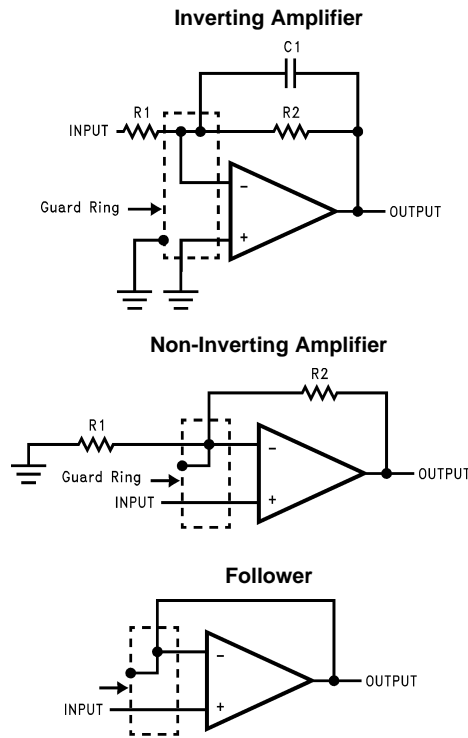 Inverting Amplifier
C1
R1
R2
INPUT
−
Guard Ring
OUTPUT
+
Non-Inverting Amplifier
R2
R1
−
Guard Ring
OUTPUT
INPUT
+
Follower
−
OUTPUT
INPUT
+